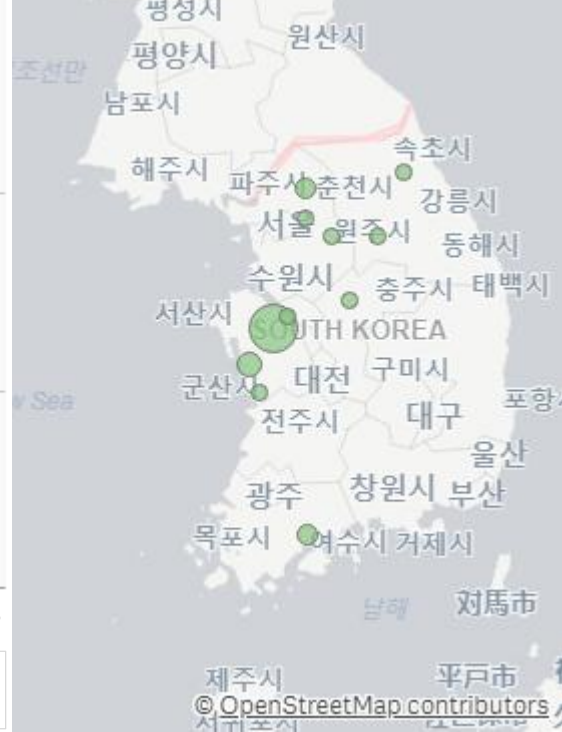 평성시
원산시
평양시
조선만
남포시
속초시
해주시
파주시
춘천시
강릉시
서울
원주시
동해시
수원시
충주시
태백시
서산시
SOUTH KOREA
대전
구미시
군산시
w Sea
포항
전주시
대구
울산
광주
창원시
부산
목포시
여수시
거제시
남해
対馬市
제주시
平戸市
© OpenStreetMap contributors
서귀포시